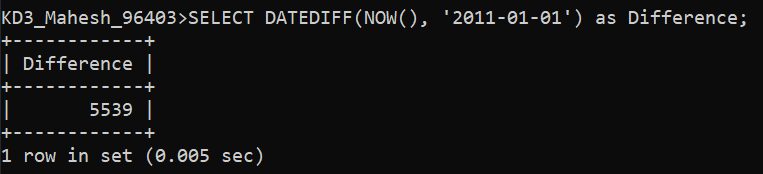 KD3_Mahesh_96403>SELECT DATEDIFF(NOW(), '2011-01-01') as Difference;
+------------+
| Difference |
+------------+
|       5539 |
+------------+
1 row in set (0.005 sec)